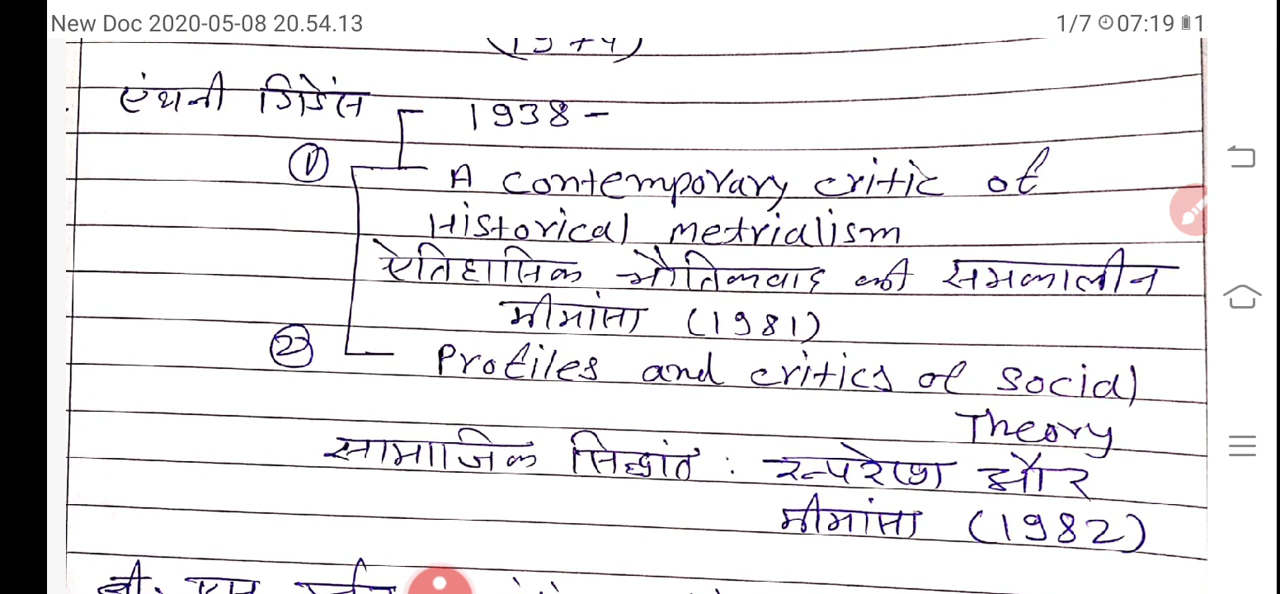 New Doc 2020-05-08 20.54.13
1/7 07:19 1
एंथनी गिडेंस
1938-
① A contemporary critic of
Historical metrialism
ऐतिहासिक भौतिकवाद की समकालीन
मीमांसा (1981)
② Profiles and critics of social
Theory
सामाजिक सिद्धांत : रूपरेखा और
मीमांसा (1982)